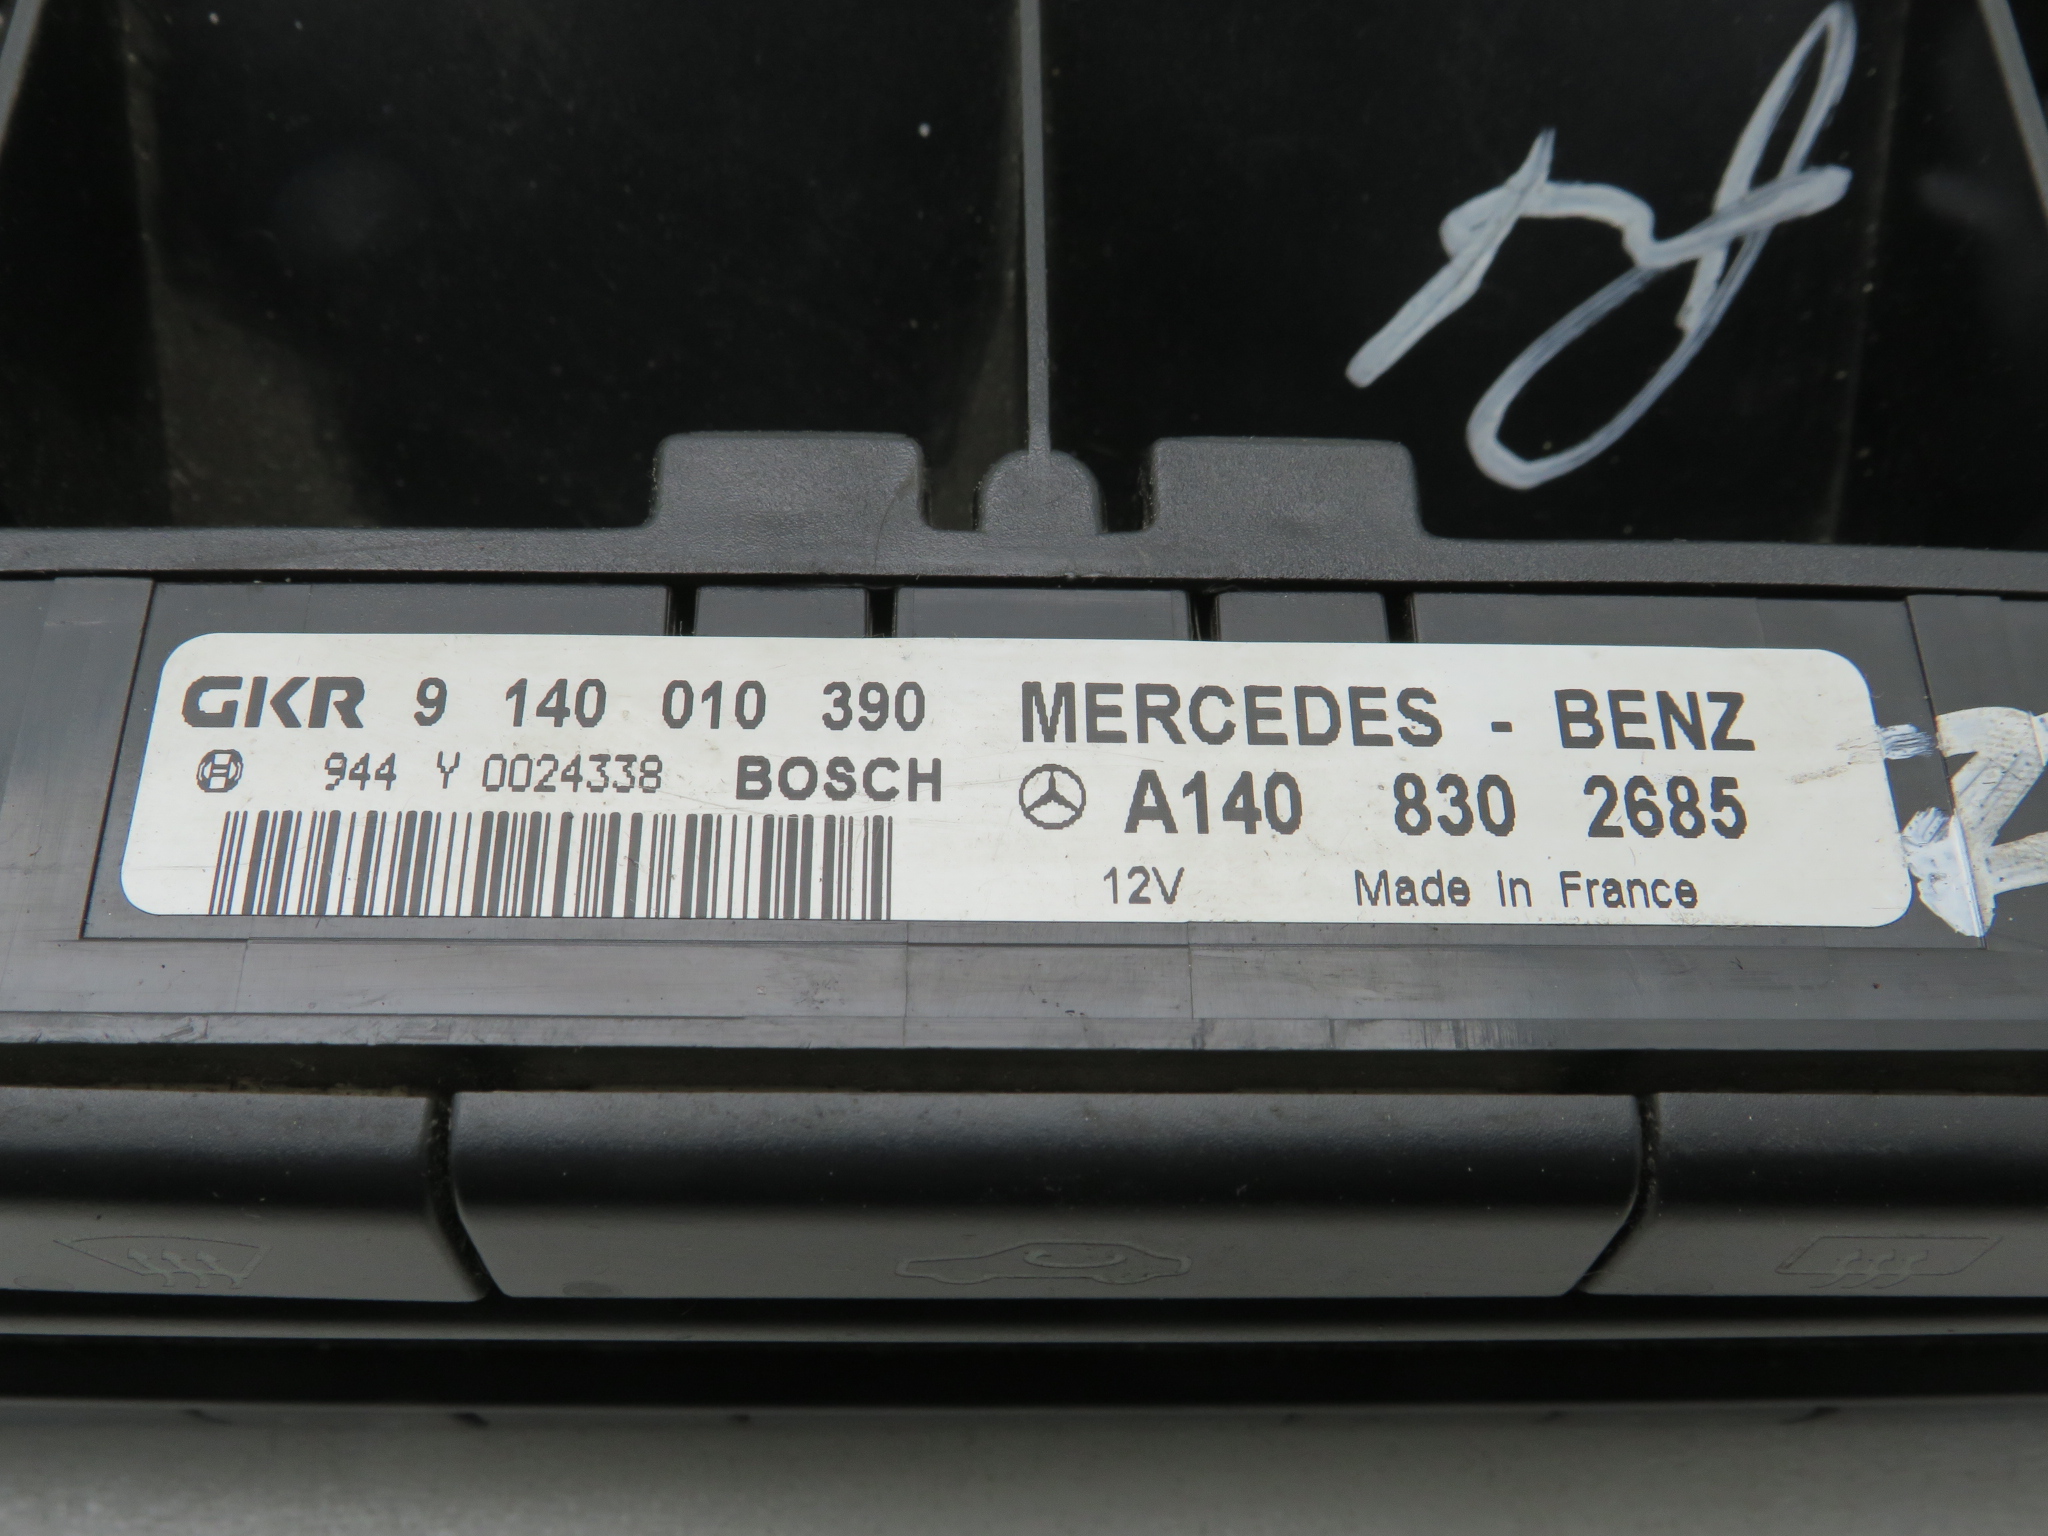 GKR 9 140 010 390
944 Y 0024338 BOSCH
MERCEDES - BENZ
A140 830 2685
12V Made in France